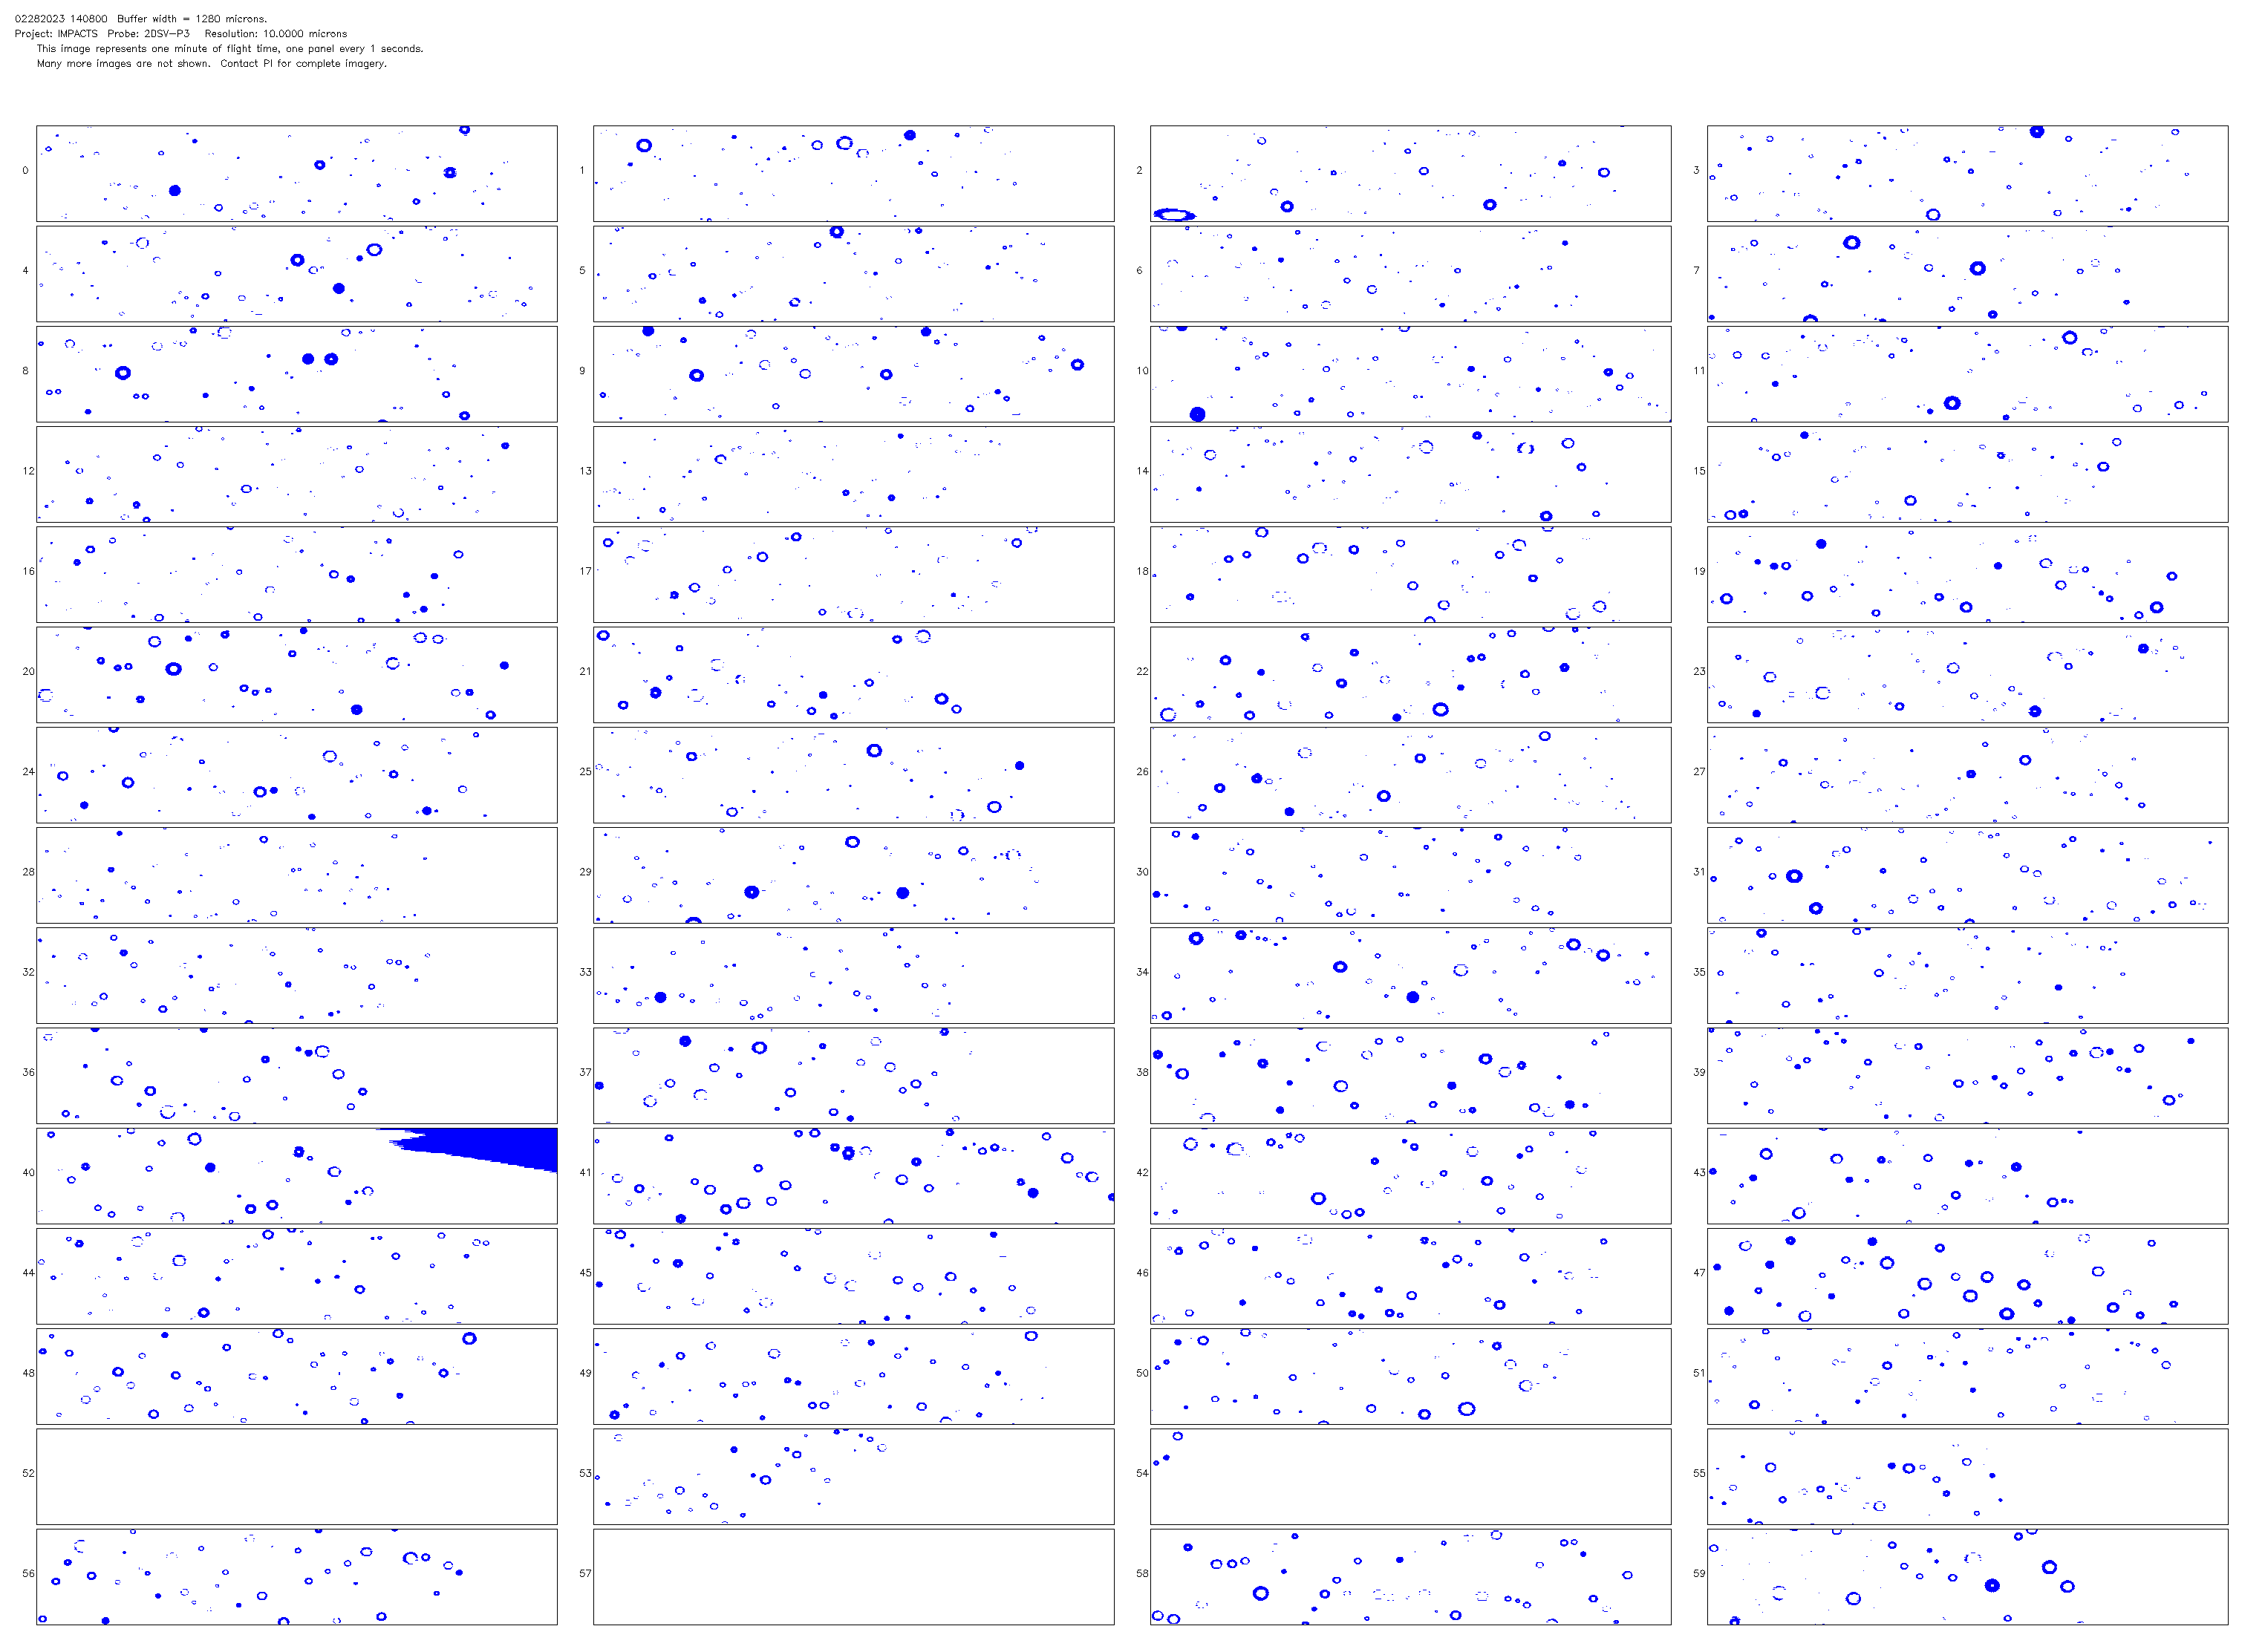 02282023 140800 Buffer width = 1280 microns.
Project: IMPACTS Probe: 2DSV-P3 Resolution: 10.0000 microns
This image represents one minute of flight time, one panel every 1 seconds.
Many more images are not shown. Contact PI for complete imagery.
0 1 2 3
4 5 6 7
8 9 10 11
12 13 14 15
16 17 18 19
20 21 22 23
24 25 26 27
28 29 30 31
32 33 34 35
36 37 38 39
40 41 42 43
44 45 46 47
48 49 50 51
52 53 54 55
56 57 58 59